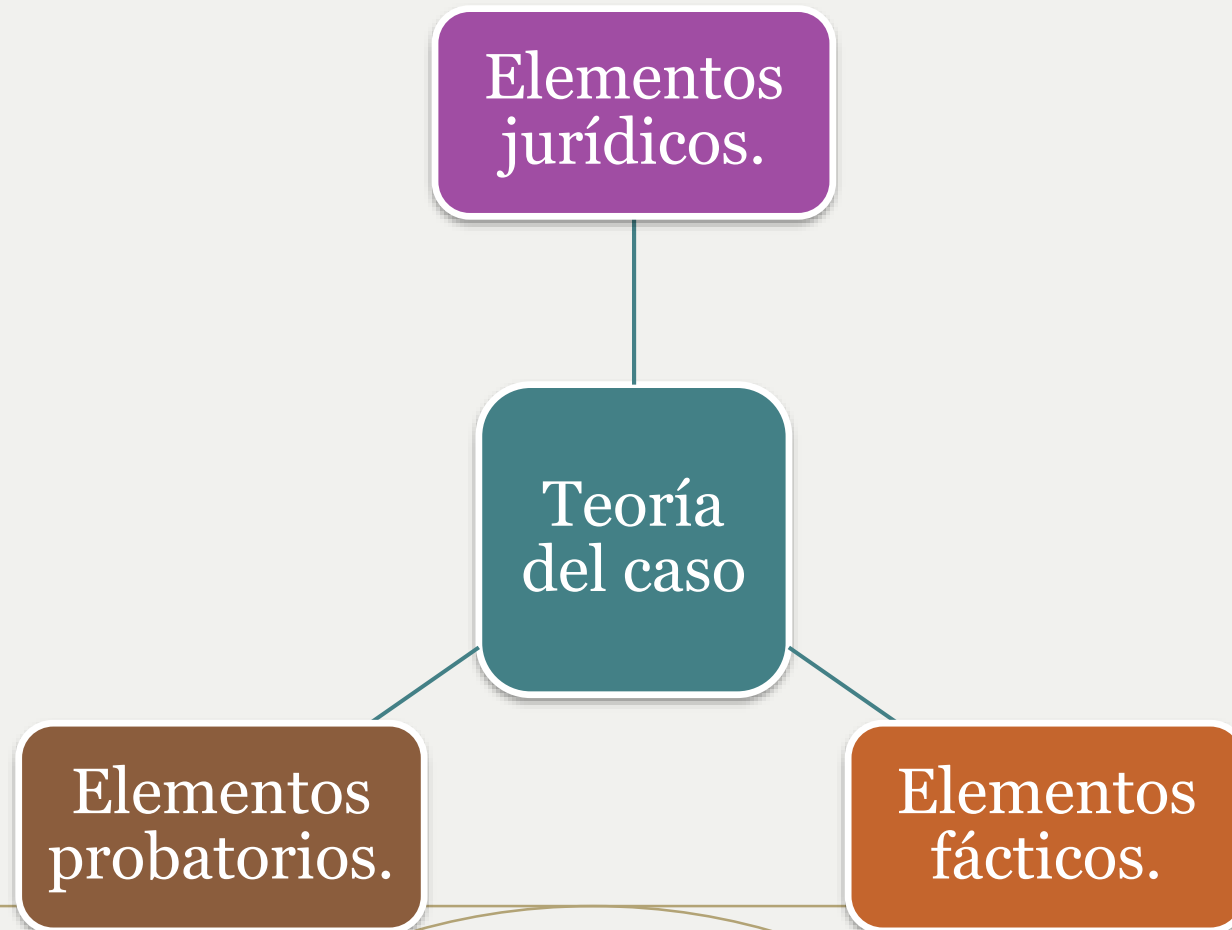 Elementos
jurídicos.
Teoría
del caso
Elementos
probatorios.
Elementos
fácticos.